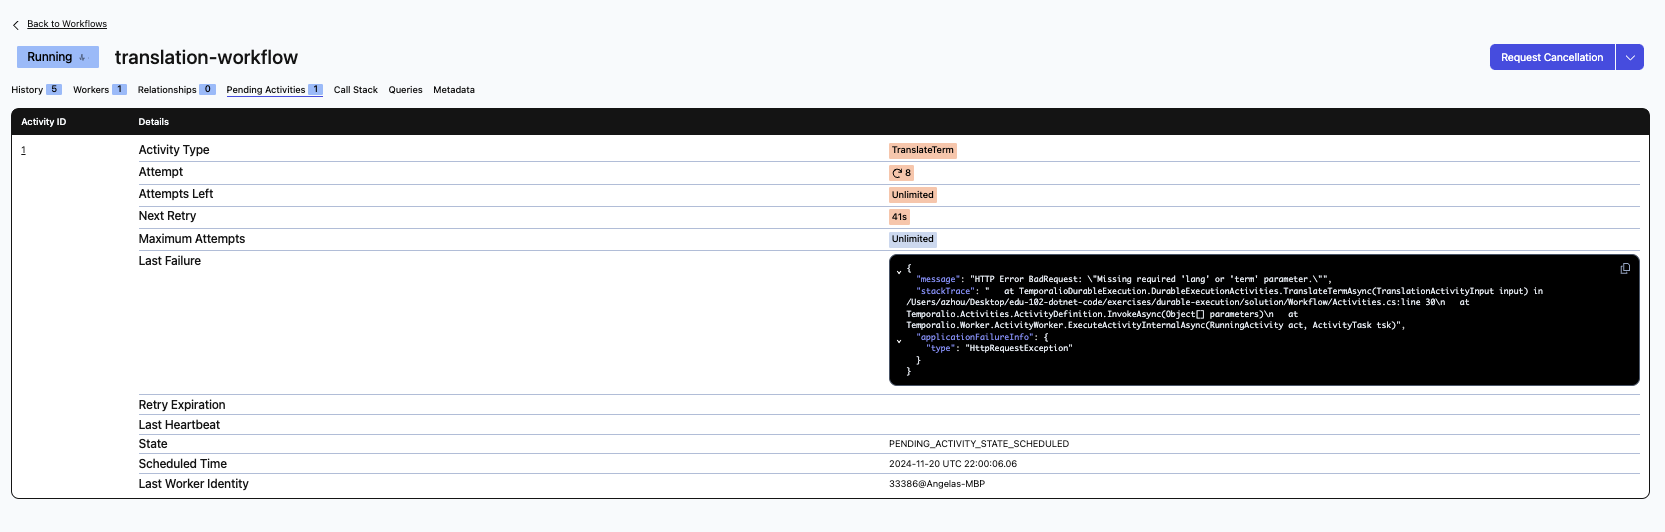 Back to Workflows
Running
translation-workflow
Request Cancellation
History 5 Workers 1 Relationships 0 Pending Activities 1 Call Stack Queries Metadata
Activity ID Details
1
Activity Type TranslateTerm
Attempt 8
Attempts Left Unlimited
Next Retry 41s
Maximum Attempts Unlimited
Last Failure
{
"message": "HTTP Error BadRequest: \"Missing required 'lang' or 'term' parameter.\"",
"stackTrace": "   at TemporalioDurableExecution.DurableExecutionActivities.TranslateTermAsync(TranslationActivityInput input) in
/Users/azhou/Desktop/edu-102-dotnet-code/exercises/durable-execution/solution/Workflow/Activities.cs:line 30\n   at
Temporalio.Activities.ActivityDefinition.InvokeAsync(Object[] parameters)\n   at
Temporalio.Worker.ActivityWorker.ExecuteActivityInternalAsync(RunningActivity act, ActivityTask tsk)",
"applicationFailureInfo": {
"type": "HttpRequestException"
}
}
Retry Expiration
Last Heartbeat
State PENDING_ACTIVITY_STATE_SCHEDULED
Scheduled Time 2024-11-20 UTC 22:00:06.06
Last Worker Identity 33386@Angelas-MBP